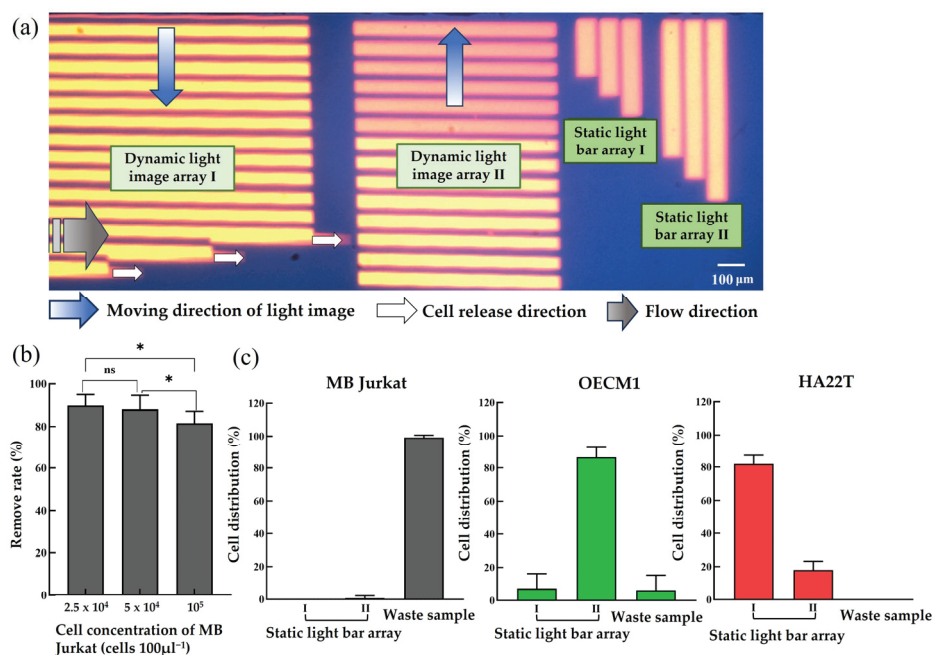 (a)
Dynamic light
image array I
Dynamic light
image array II
Static light
bar array I
Static light
bar array II
100 μm
Moving direction of light image
Cell release direction
Flow direction
(b)
*
ns
*
Remove rate (%)
100
80
60
40
20
0
2.5 x 10⁴
5 x 10⁴
10⁵
Cell concentration of MB
Jurkat (cells 100μl⁻¹)
(c)
MB Jurkat
Cell distribution (%)
120
100
80
60
40
20
0
I
II
Waste sample
Static light bar array
OECM1
Cell distribution (%)
120
100
80
60
40
20
0
I
II
Waste sample
Static light bar array
HA22T
Cell distribution (%)
120
100
80
60
40
20
0
I
II
Waste sample
Static light bar array